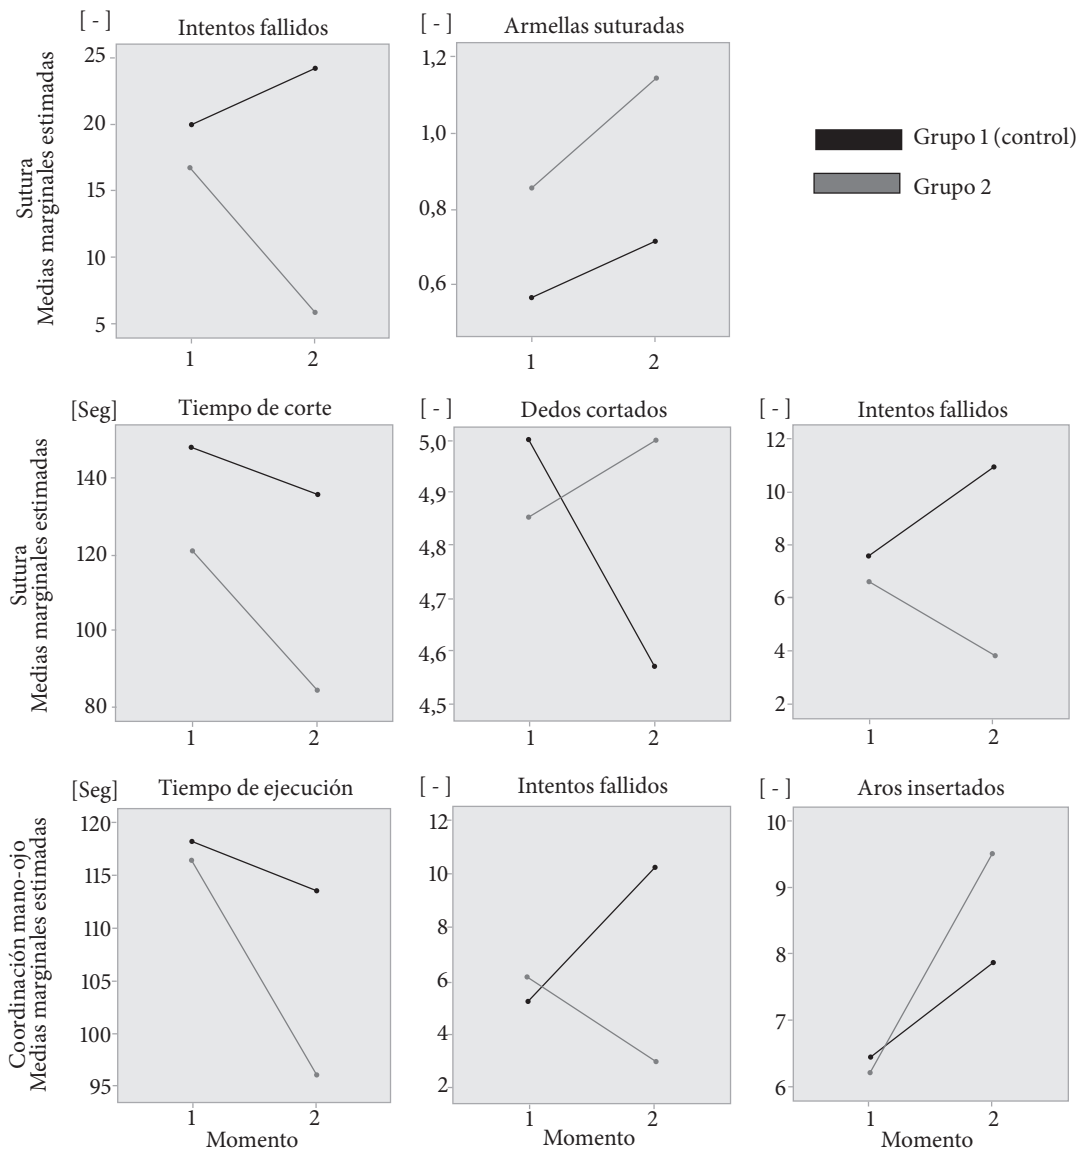 [ - ]
Intentos fallidos
Sutura
Medias marginales estimadas
25
20
15
10
5
1
2
[ - ]
Armellas suturadas
1,2
1,0
0,8
0,6
1
2
Grupo 1 (control)
Grupo 2
[Seg]
Tiempo de corte
Sutura
Medias marginales estimadas
140
120
100
80
1
2
[ - ]
Dedos cortados
5,0
4,9
4,8
4,7
4,6
4,5
1
2
[ - ]
Intentos fallidos
12
10
8
6
4
2
1
2
[Seg]
Tiempo de ejecución
Coordinación mano-ojo
Medias marginales estimadas
120
115
110
105
100
95
1
2
Momento
[ - ]
Intentos fallidos
12
10
8
6
4
2
1
2
Momento
[ - ]
Aros insertados
10
9
8
7
6
1
2
Momento